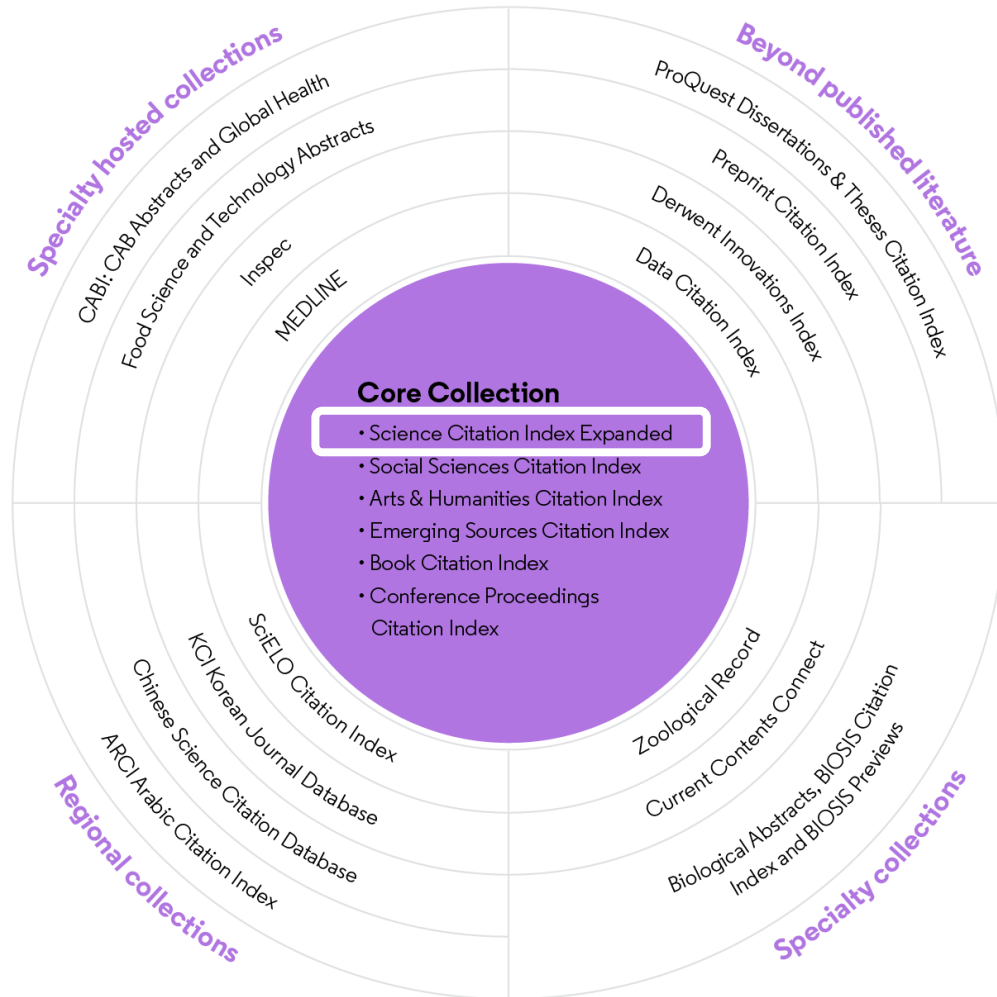 Specialty hosted collections
CABI: CAB Abstracts and Global Health
Food Science and Technology Abstracts
Inspec
MEDLINE
Beyond published literature
ProQuest Dissertations & Theses Citation Index
Preprint Citation Index
Derwent Innovations Index
Data Citation Index
Core Collection
• Science Citation Index Expanded
• Social Sciences Citation Index
• Arts & Humanities Citation Index
• Emerging Sources Citation Index
• Book Citation Index
• Conference Proceedings
Citation Index
SciELO Citation Index
KCI Korean Journal Database
Chinese Science Citation Database
ARCI Arabic Citation Index
Regional collections
Zoological Record
Current Contents Connect
Biological Abstracts, BIOSIS Citation
Index and BIOSIS Previews
Specialty collections